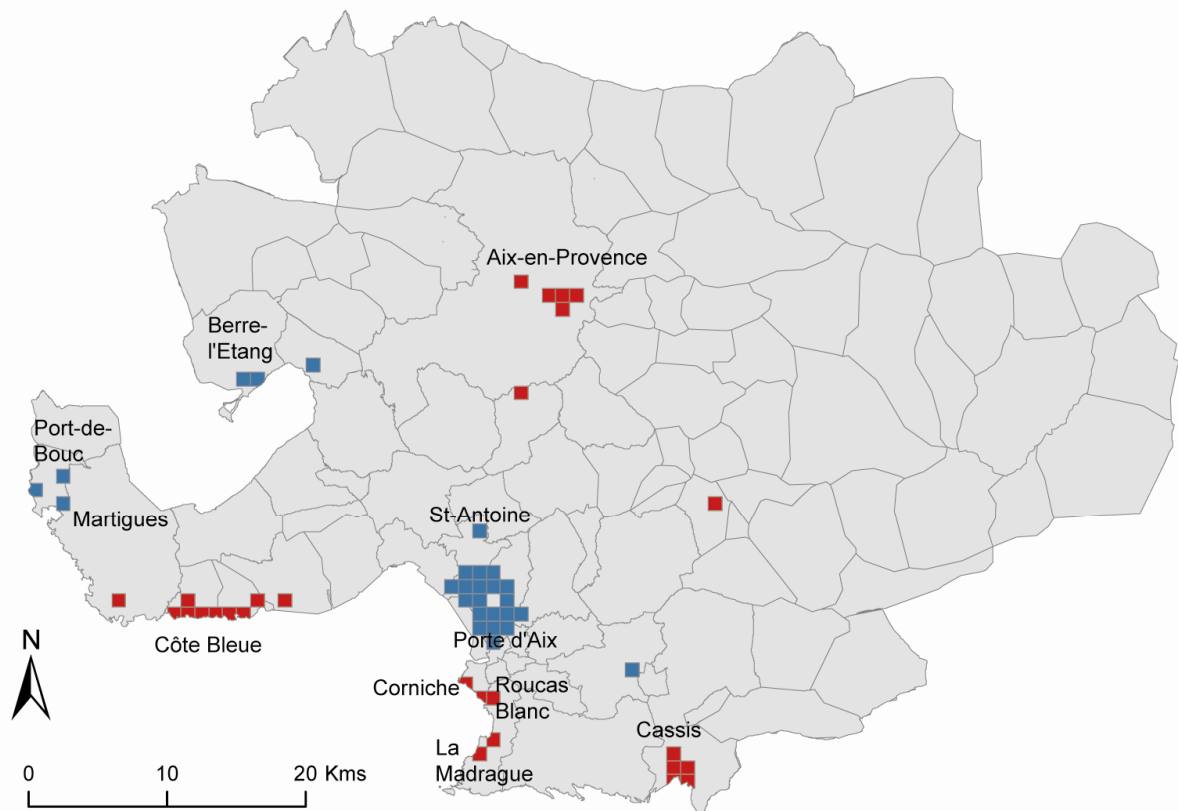 Aix-en-Provence
Berre-
l'Etang
Port-de-
Bouc
Martigues
St-Antoine
Côte Bleue
Porte d'Aix
Corniche
Roucas
Blanc
Cassis
La
Madrague
N
0 10 20 Kms